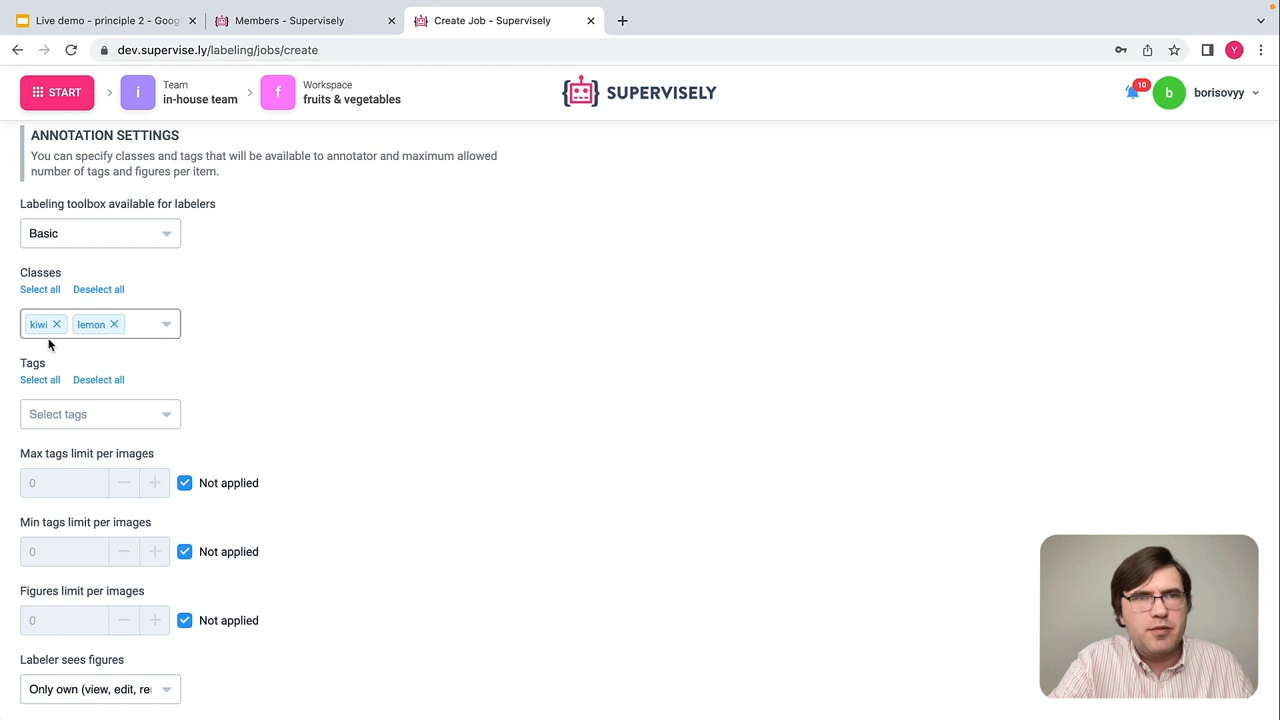 Live demo - principle 2 - Goog
Members - Supervisely
Create Job - Supervisely
dev.supervise.ly/labeling/jobs/create
Y
START
i
Team
in-house team
f
Workspace
fruits & vegetables
SUPERVISELY
10
b
borisovyy
ANNOTATION SETTINGS
You can specify classes and tags that will be available to annotator and maximum allowed
number of tags and figures per item.
Labeling toolbox available for labelers
Basic
Classes
Select all Deselect all
kiwi lemon
Tags
Select all Deselect all
Select tags
Max tags limit per images
0 Not applied
Min tags limit per images
0 Not applied
Figures limit per images
0 Not applied
Labeler sees figures
Only own (view, edit, re